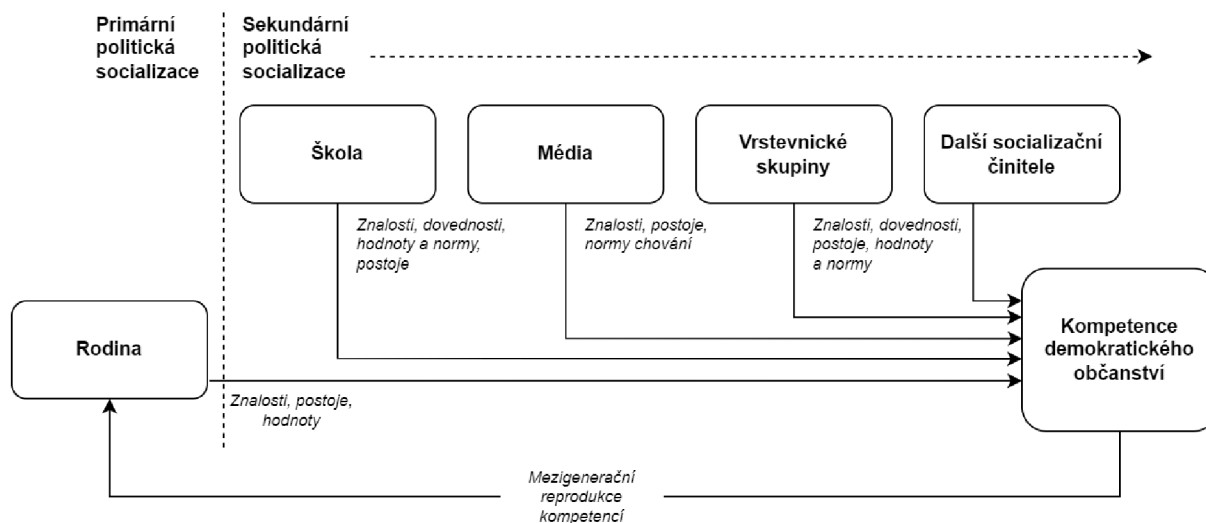 Primární
politická
socializace
Sekundární
politická
socializace
Škola
Média
Vrstevnické
skupiny
Další socializační
činitele
Znalosti, dovednosti,
hodnoty a normy,
postoje
Znalosti, postoje,
normy chování
Znalosti, dovednosti,
postoje, hodnoty
a normy
Rodina
Kompetence
demokratického
občanství
Znalosti, postoje,
hodnoty
Mezigenerační
reprodukce
kompetencí